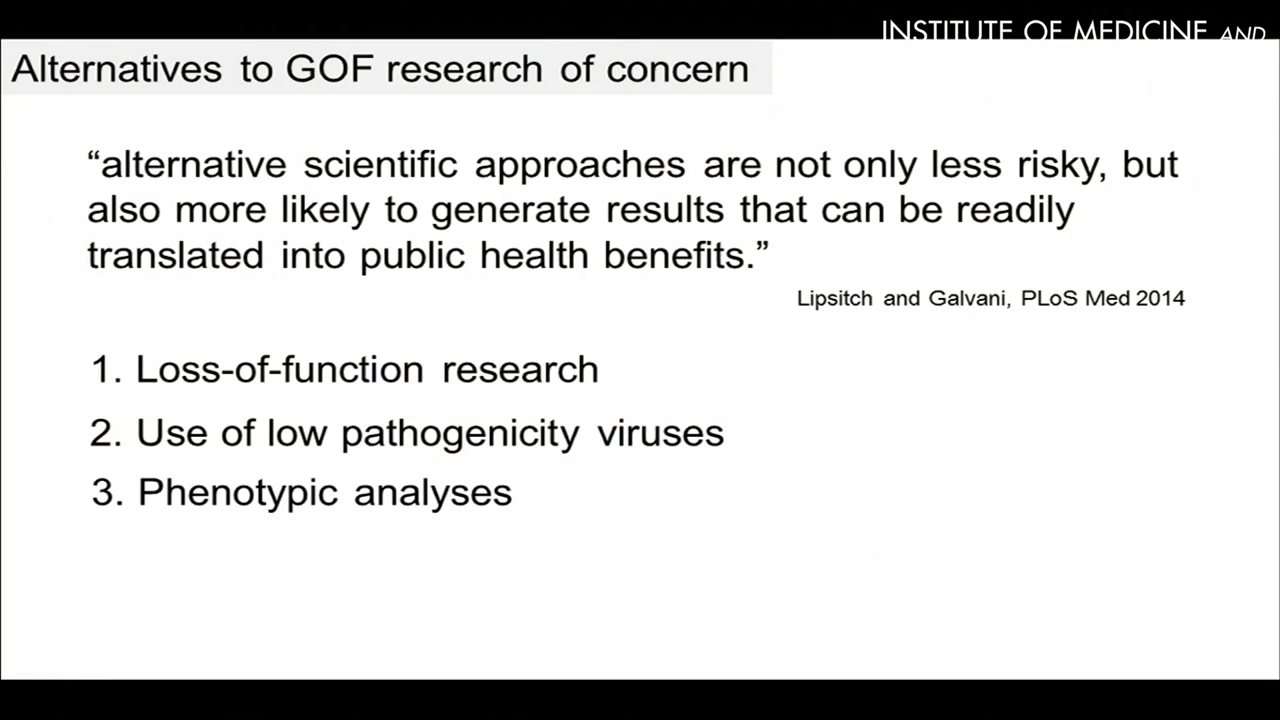 INSTITUTE OF MEDICINE AND
Alternatives to GOF research of concern
“alternative scientific approaches are not only less risky, but
also more likely to generate results that can be readily
translated into public health benefits.”
Lipsitch and Galvani, PLoS Med 2014
1. Loss-of-function research
2. Use of low pathogenicity viruses
3. Phenotypic analyses